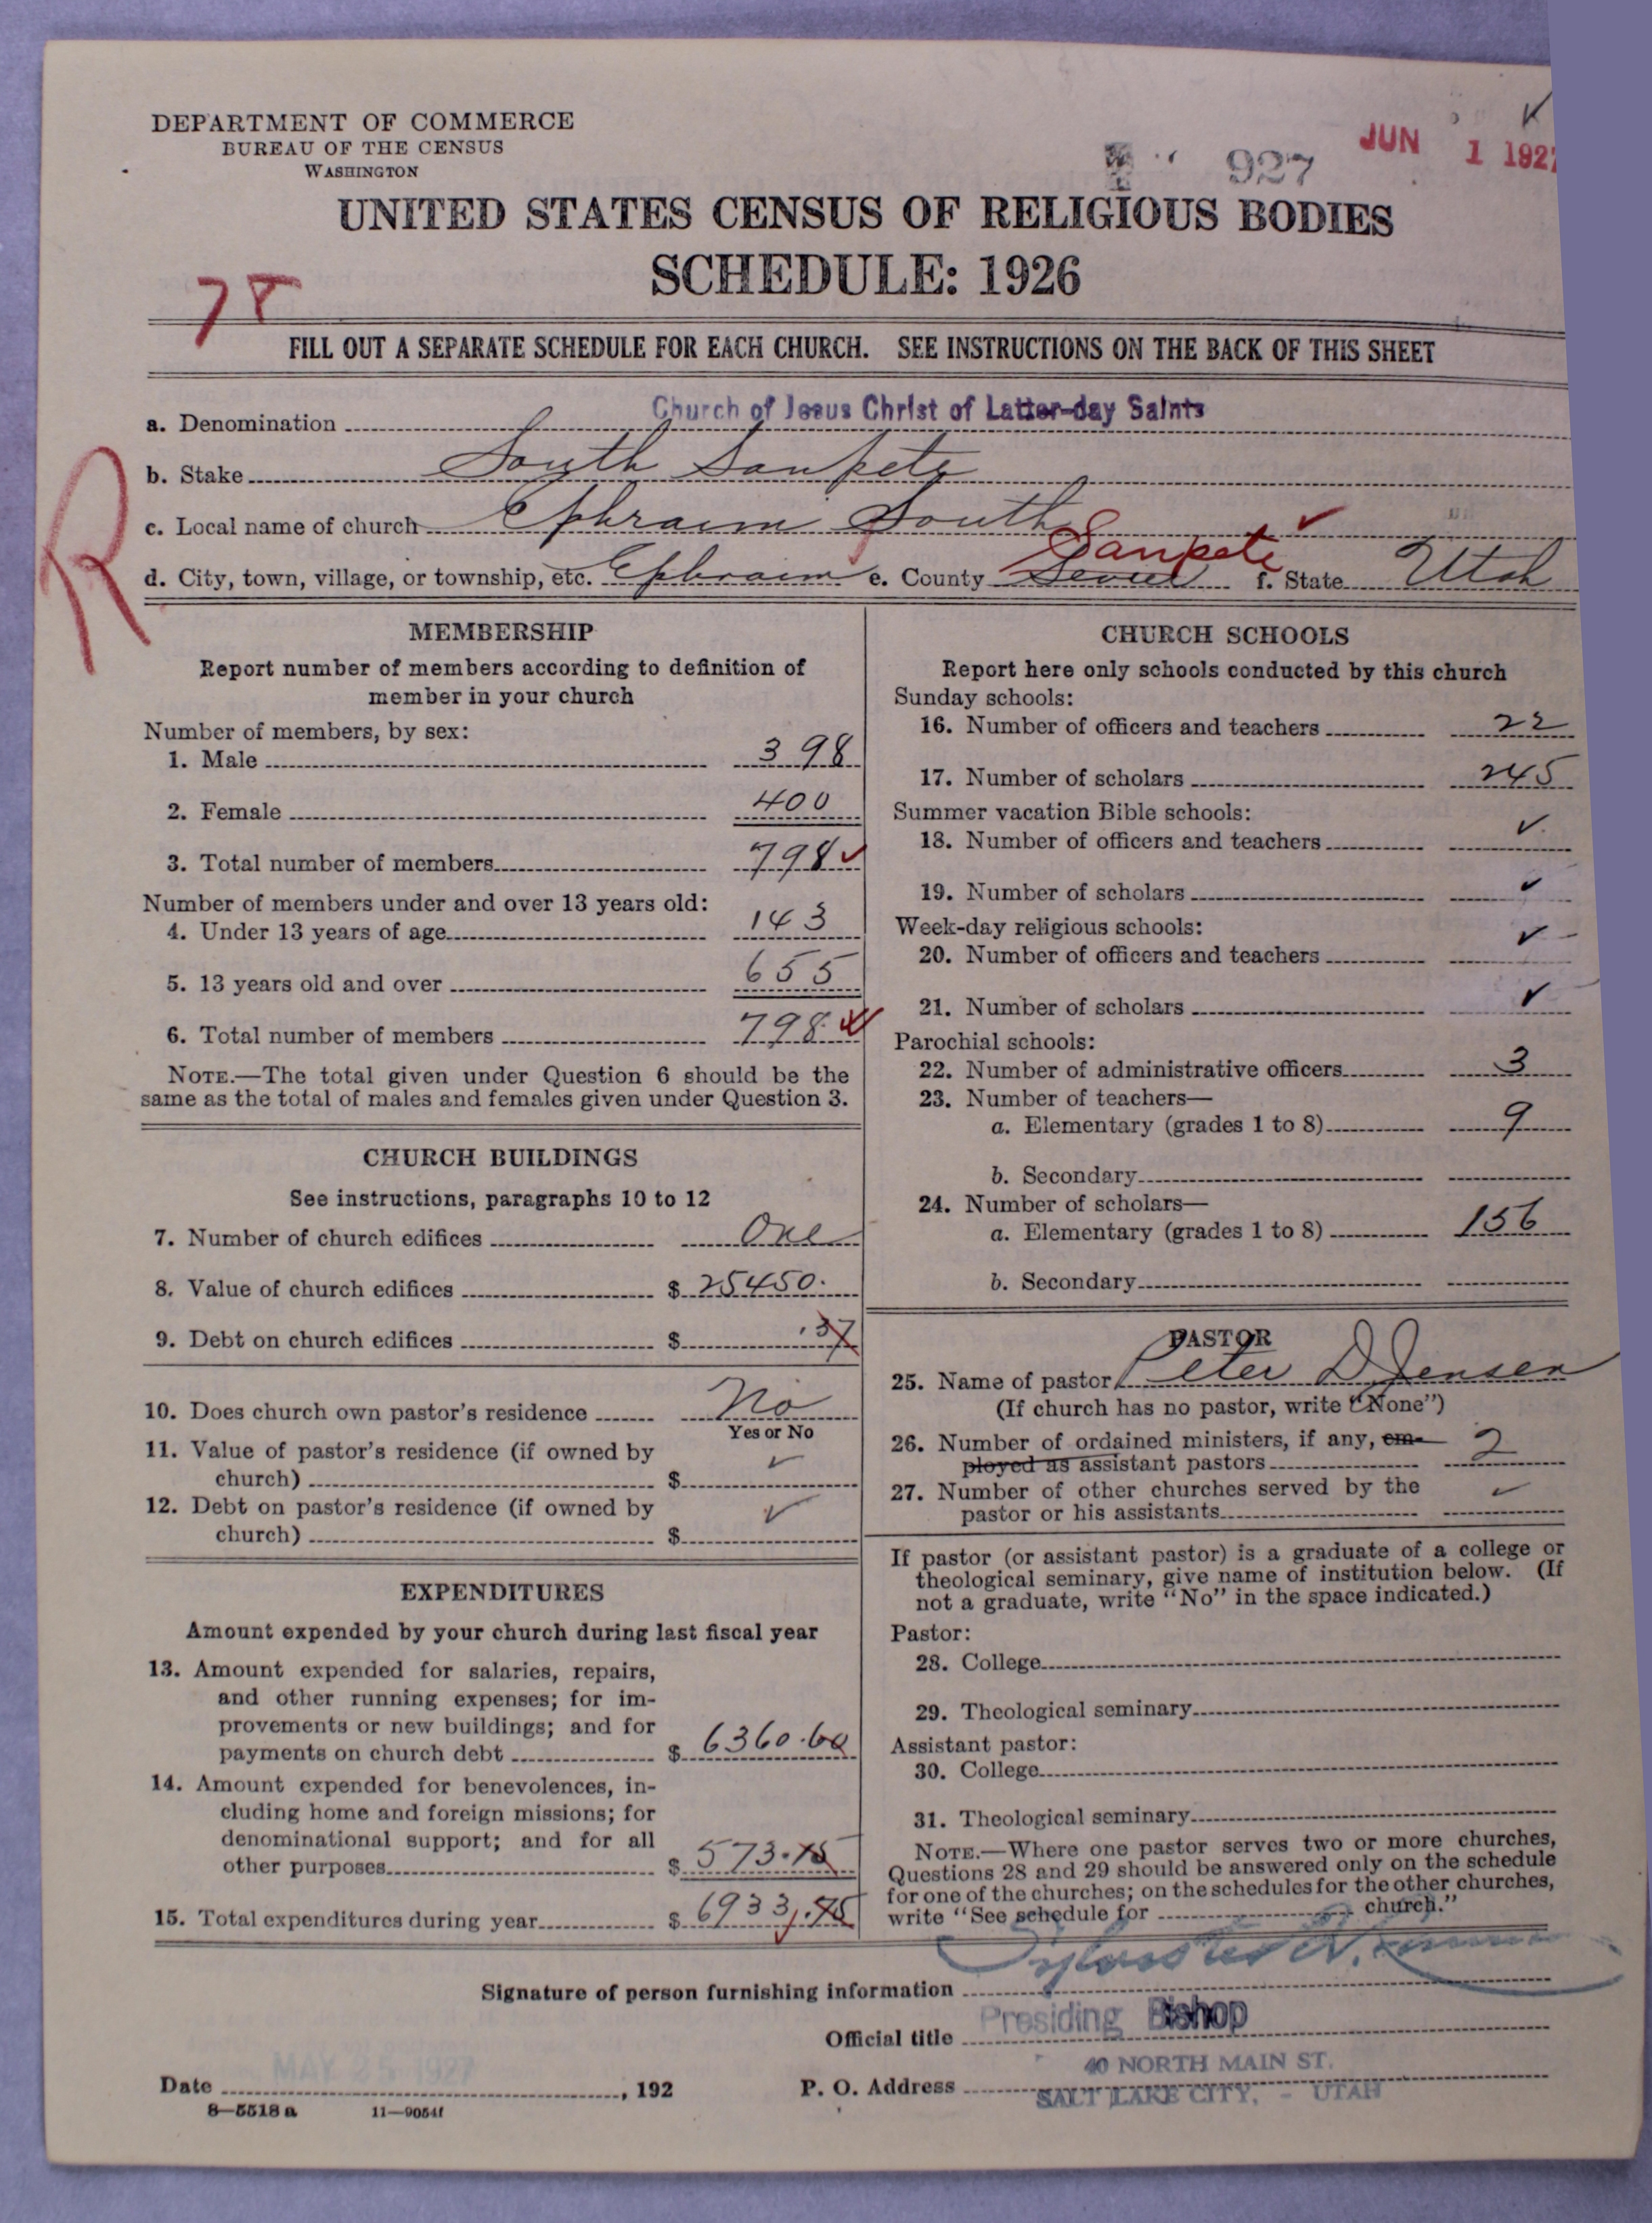 DEPARTMENT OF COMMERCE
BUREAU OF THE CENSUS
WASHINGTON
927
JUN 1 1927
UNITED STATES CENSUS OF RELIGIOUS BODIES
SCHEDULE: 1926
78
FILL OUT A SEPARATE SCHEDULE FOR EACH CHURCH. SEE INSTRUCTIONS ON THE BACK OF THIS SHEET
R
a. Denomination Church of Jesus Christ of Latter-day Saints
b. Stake South Sanpete
c. Local name of church Ephraim South
Sanpete ✓
d. City, town, village, or township, etc. Ephraim e. County Sevier f. State Utah
MEMBERSHIP
Report number of members according to definition of
member in your church
Number of members, by sex:
1. Male 398
2. Female 400
3. Total number of members 798 ✓
Number of members under and over 13 years old:
4. Under 13 years of age 143
5. 13 years old and over 655
6. Total number of members 798 ✓
NOTE.—The total given under Question 6 should be the
same as the total of males and females given under Question 3.
CHURCH BUILDINGS
See instructions, paragraphs 10 to 12
7. Number of church edifices One
8. Value of church edifices $ 25450.
9. Debt on church edifices $ .37
10. Does church own pastor's residence No
Yes or No
11. Value of pastor's residence (if owned by
church) $ ✓
12. Debt on pastor's residence (if owned by
church) $ ✓
EXPENDITURES
Amount expended by your church during last fiscal year
13. Amount expended for salaries, repairs,
and other running expenses; for im-
provements or new buildings; and for
payments on church debt $ 6360.60
14. Amount expended for benevolences, in-
cluding home and foreign missions; for
denominational support; and for all
other purposes $ 573.15
15. Total expenditures during year $ 6933.75
CHURCH SCHOOLS
Report here only schools conducted by this church
Sunday schools:
16. Number of officers and teachers 22
17. Number of scholars 245
Summer vacation Bible schools:
18. Number of officers and teachers ✓
19. Number of scholars ✓
Week-day religious schools:
20. Number of officers and teachers ✓
21. Number of scholars ✓
Parochial schools:
22. Number of administrative officers 3
23. Number of teachers—
a. Elementary (grades 1 to 8) 9
b. Secondary
24. Number of scholars—
a. Elementary (grades 1 to 8) 156
b. Secondary
PASTOR
25. Name of pastor Peter D Jensen
(If church has no pastor, write "None")
26. Number of ordained ministers, if any, em-
ployed as assistant pastors 2
27. Number of other churches served by the
pastor or his assistants ✓
If pastor (or assistant pastor) is a graduate of a college or
theological seminary, give name of institution below. (If
not a graduate, write "No" in the space indicated.)
Pastor:
28. College
29. Theological seminary
Assistant pastor:
30. College
31. Theological seminary
NOTE.—Where one pastor serves two or more churches,
Questions 28 and 29 should be answered only on the schedule
for one of the churches; on the schedules for the other churches,
write "See schedule for church."
Signature of person furnishing information
Official title Presiding Bishop
Date MAY 25 1927, 192
P. O. Address 40 NORTH MAIN ST.
SALT LAKE CITY, - UTAH
8—5518 a 11—9054f